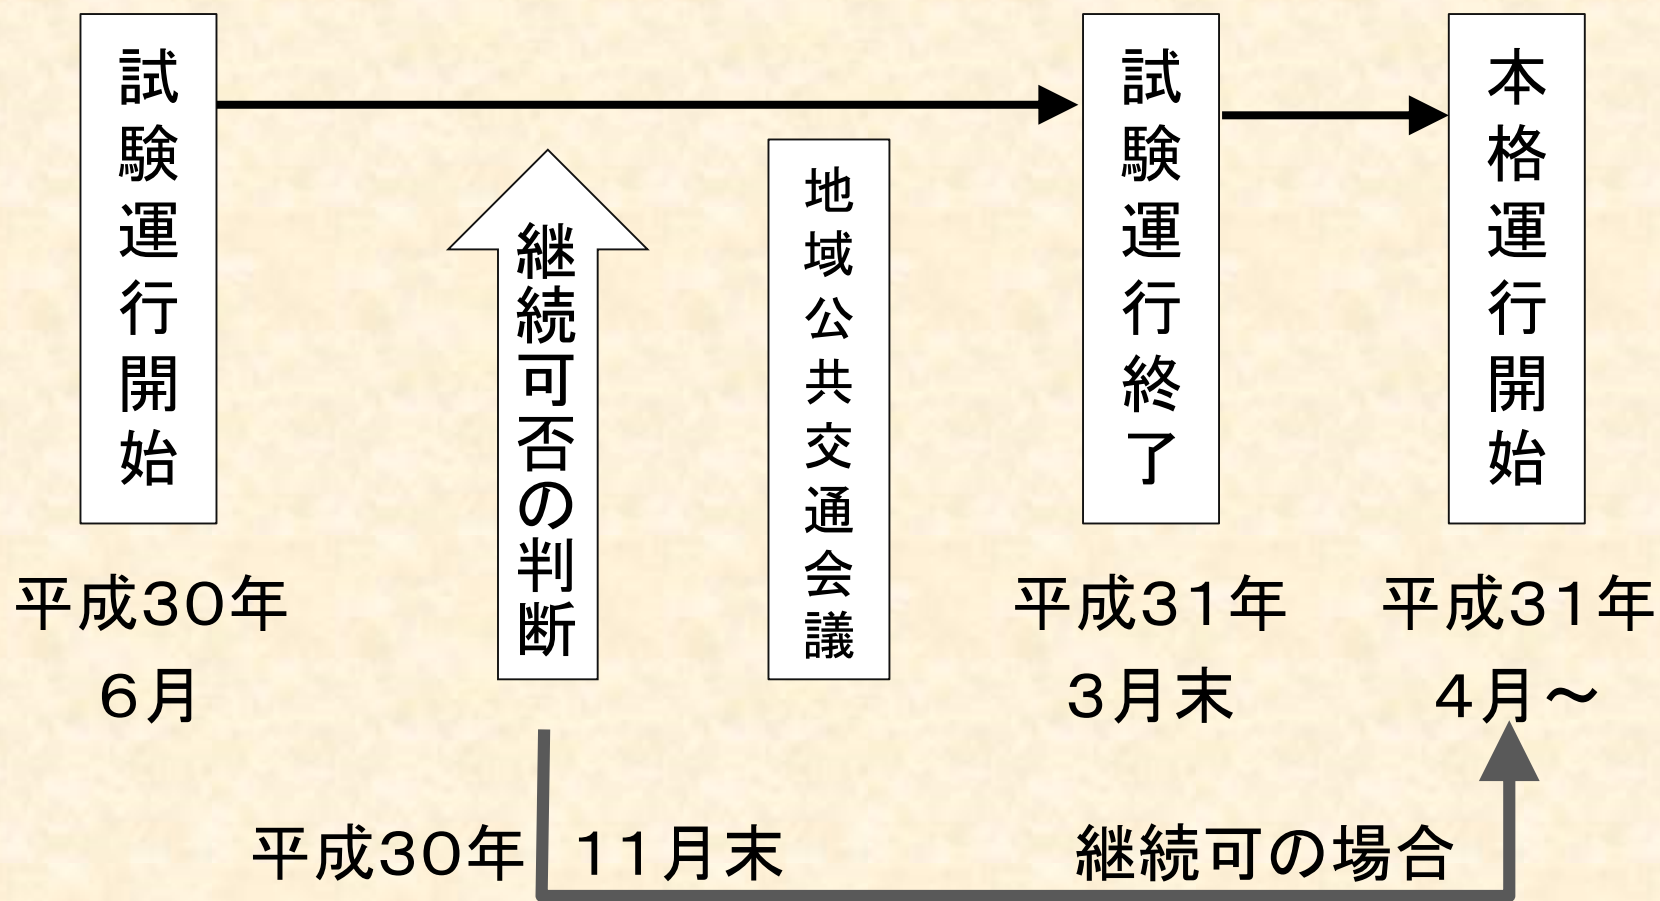 試験運行開始
継続可否の判断
地域公共交通会議
試験運行終了
本格運行開始
平成30年
6月
平成31年
3月末
平成31年
4月～
平成30年 11月末
継続可の場合